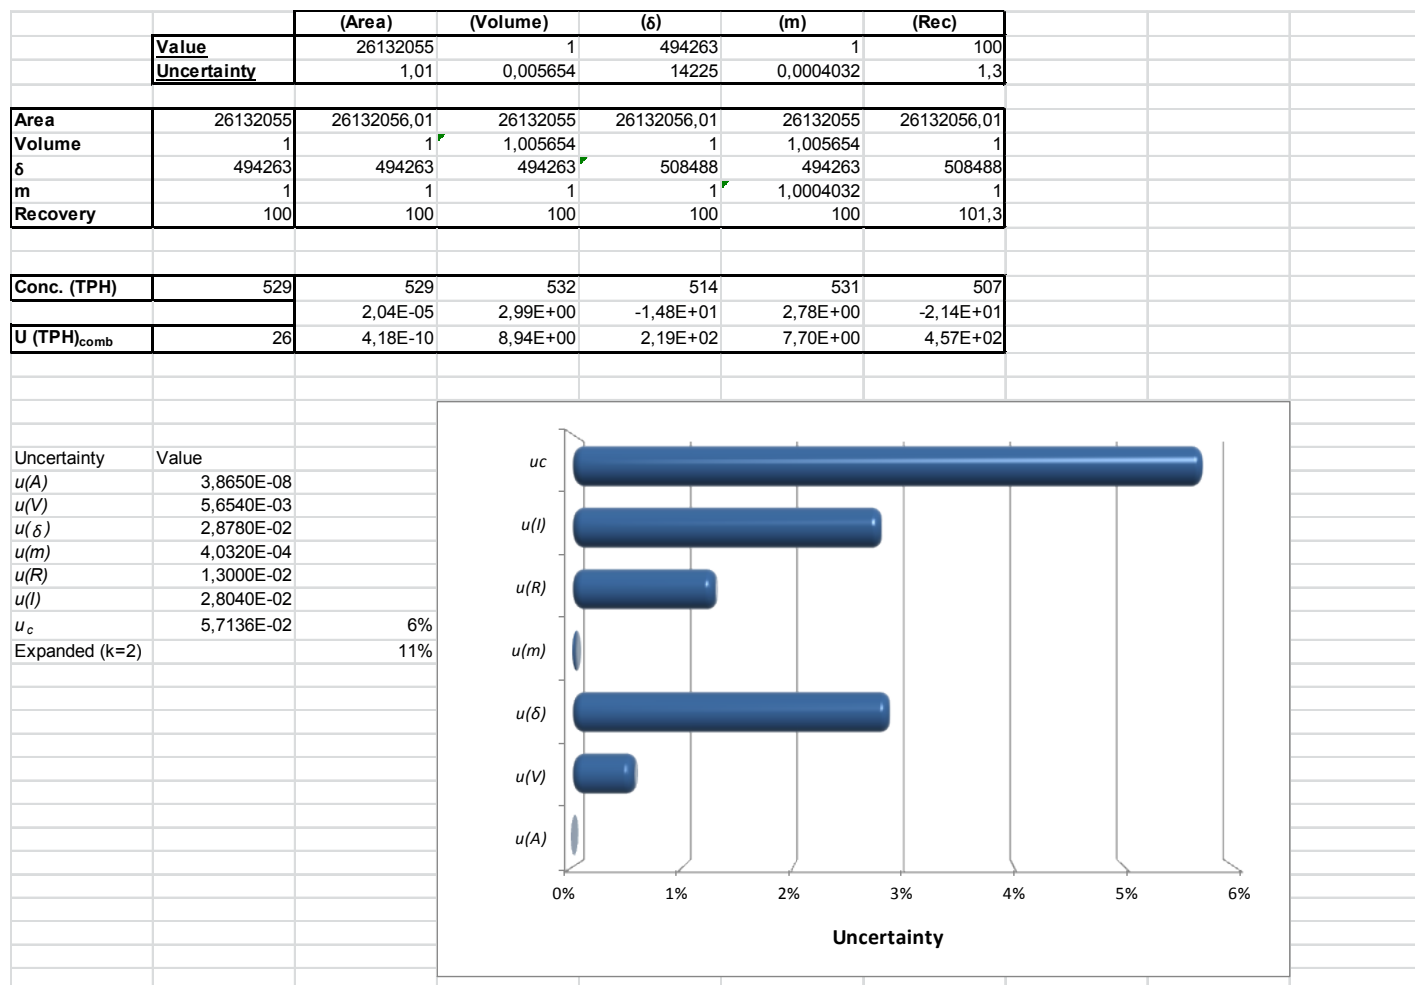 (Area) (Volume) (δ) (m) (Rec)
Value 26132055 1 494263 1 100
Uncertainty 1,01 0,005654 14225 0,0004032 1,3
Area 26132055 26132056,01 26132055 26132056,01 26132055 26132056,01
Volume 1 1 1,005654 1 1,005654 1
δ 494263 494263 494263 508488 494263 508488
m 1 1 1 1 1,0004032 1
Recovery 100 100 100 100 100 101,3
Conc. (TPH) 529 529 532 514 531 507
2,04E-05 2,99E+00 -1,48E+01 2,78E+00 -2,14E+01
U (TPH)comb 26 4,18E-10 8,94E+00 2,19E+02 7,70E+00 4,57E+02
Uncertainty Value
u(A) 3,8650E-08
u(V) 5,6540E-03
u(δ) 2,8780E-02
u(m) 4,0320E-04
u(R) 1,3000E-02
u(I) 2,8040E-02
uc 5,7136E-02 6%
Expanded (k=2) 11%
uc
u(I)
u(R)
u(m)
u(δ)
u(V)
u(A)
0% 1% 2% 3% 4% 5% 6%
Uncertainty